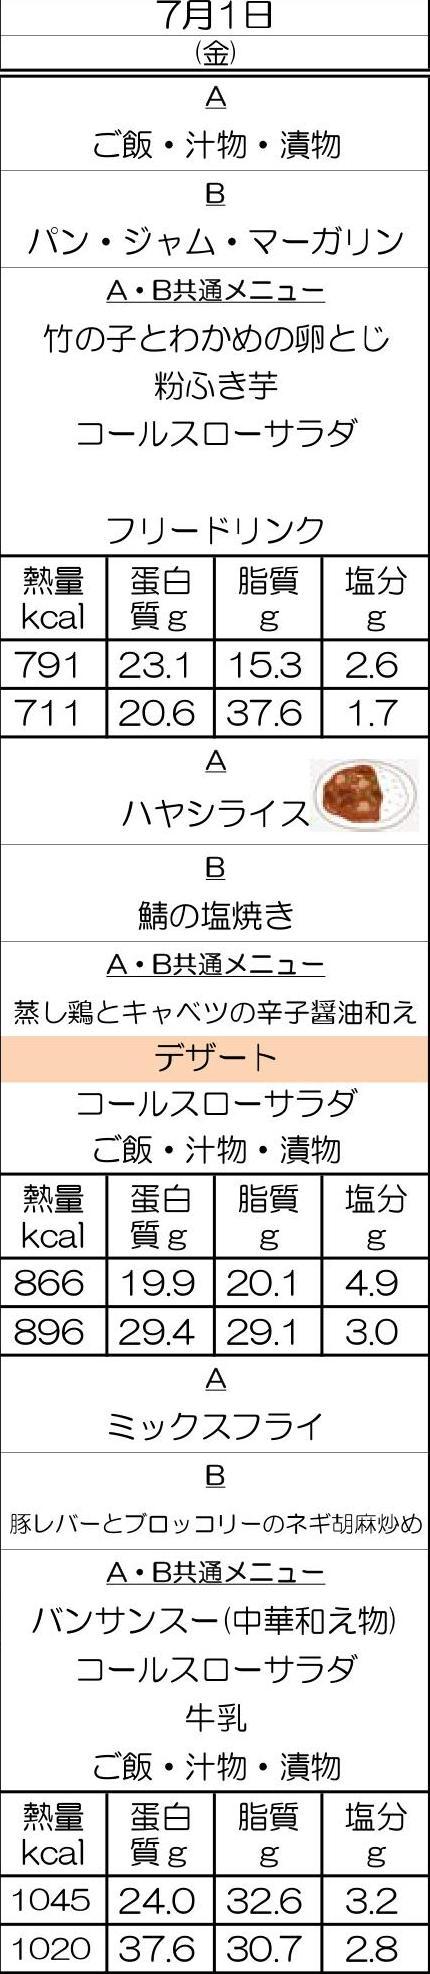 7月1日
(金)
A
ご飯・汁物・漬物
B
パン・ジャム・マーガリン
A・B共通メニュー
竹の子とわかめの卵とじ
粉ふき芋
コールスローサラダ
フリードリンク
熱量 蛋白 脂質 塩分
kcal 質g g g
791 23.1 15.3 2.6
711 20.6 37.6 1.7
A
ハヤシライス
B
鯖の塩焼き
A・B共通メニュー
蒸し鶏とキャベツの辛子醤油和え
デザート
コールスローサラダ
ご飯・汁物・漬物
熱量 蛋白 脂質 塩分
kcal 質g g g
866 19.9 20.1 4.9
896 29.4 29.1 3.0
A
ミックスフライ
B
豚レバーとブロッコリーのネギ胡麻炒め
A・B共通メニュー
バンサンスー(中華和え物)
コールスローサラダ
牛乳
ご飯・汁物・漬物
熱量 蛋白 脂質 塩分
kcal 質g g g
1045 24.0 32.6 3.2
1020 37.6 30.7 2.8